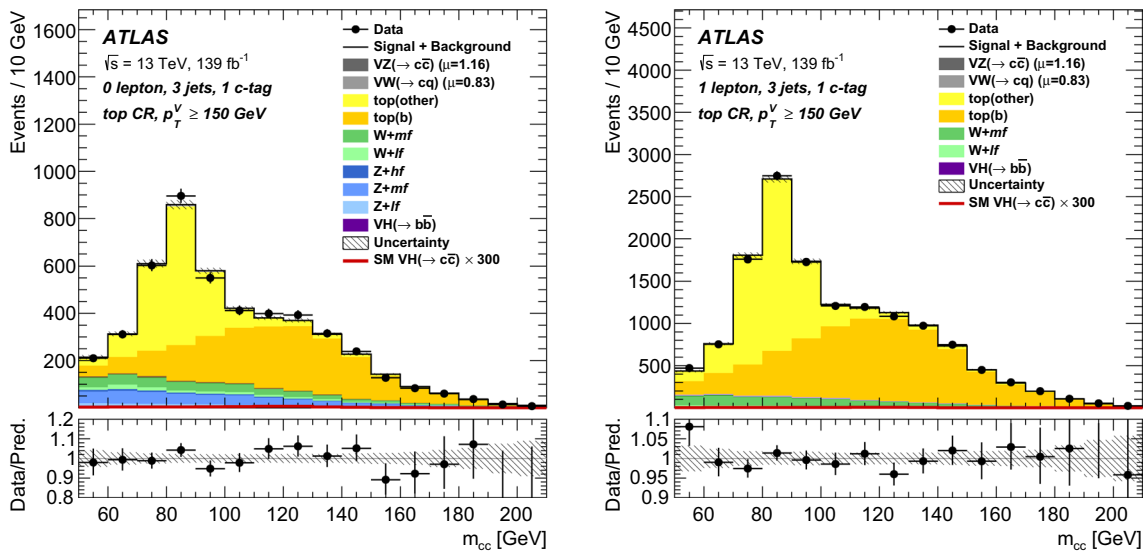 Events / 10 GeV
1600
1400
1200
1000
800
600
400
200
ATLAS
√s = 13 TeV, 139 fb⁻¹
0 lepton, 3 jets, 1 c-tag
top CR, p_T^V ≥ 150 GeV
Data
Signal + Background
VZ(→ cc̅) (μ=1.16)
VW(→ cq) (μ=0.83)
top(other)
top(b)
W+mf
W+lf
Z+hf
Z+mf
Z+lf
VH(→ bb̅)
Uncertainty
SM VH(→ cc̅) × 300
Data/Pred.
1.2
1.1
1
0.9
0.8
60 80 100 120 140 160 180 200
m_cc [GeV]
Events / 10 GeV
4500
4000
3500
3000
2500
2000
1500
1000
500
ATLAS
√s = 13 TeV, 139 fb⁻¹
1 lepton, 3 jets, 1 c-tag
top CR, p_T^V ≥ 150 GeV
Data
Signal + Background
VZ(→ cc̅) (μ=1.16)
VW(→ cq) (μ=0.83)
top(other)
top(b)
W+mf
W+lf
VH(→ bb̅)
Uncertainty
SM VH(→ cc̅) × 300
Data/Pred.
1.1
1.05
1
0.95
0.9
60 80 100 120 140 160 180 200
m_cc [GeV]